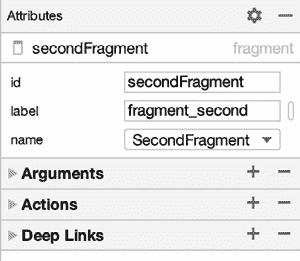 Attributes
secondFragment fragment
id secondFragment
label fragment_second
name SecondFragment
Arguments
Actions
Deep Links